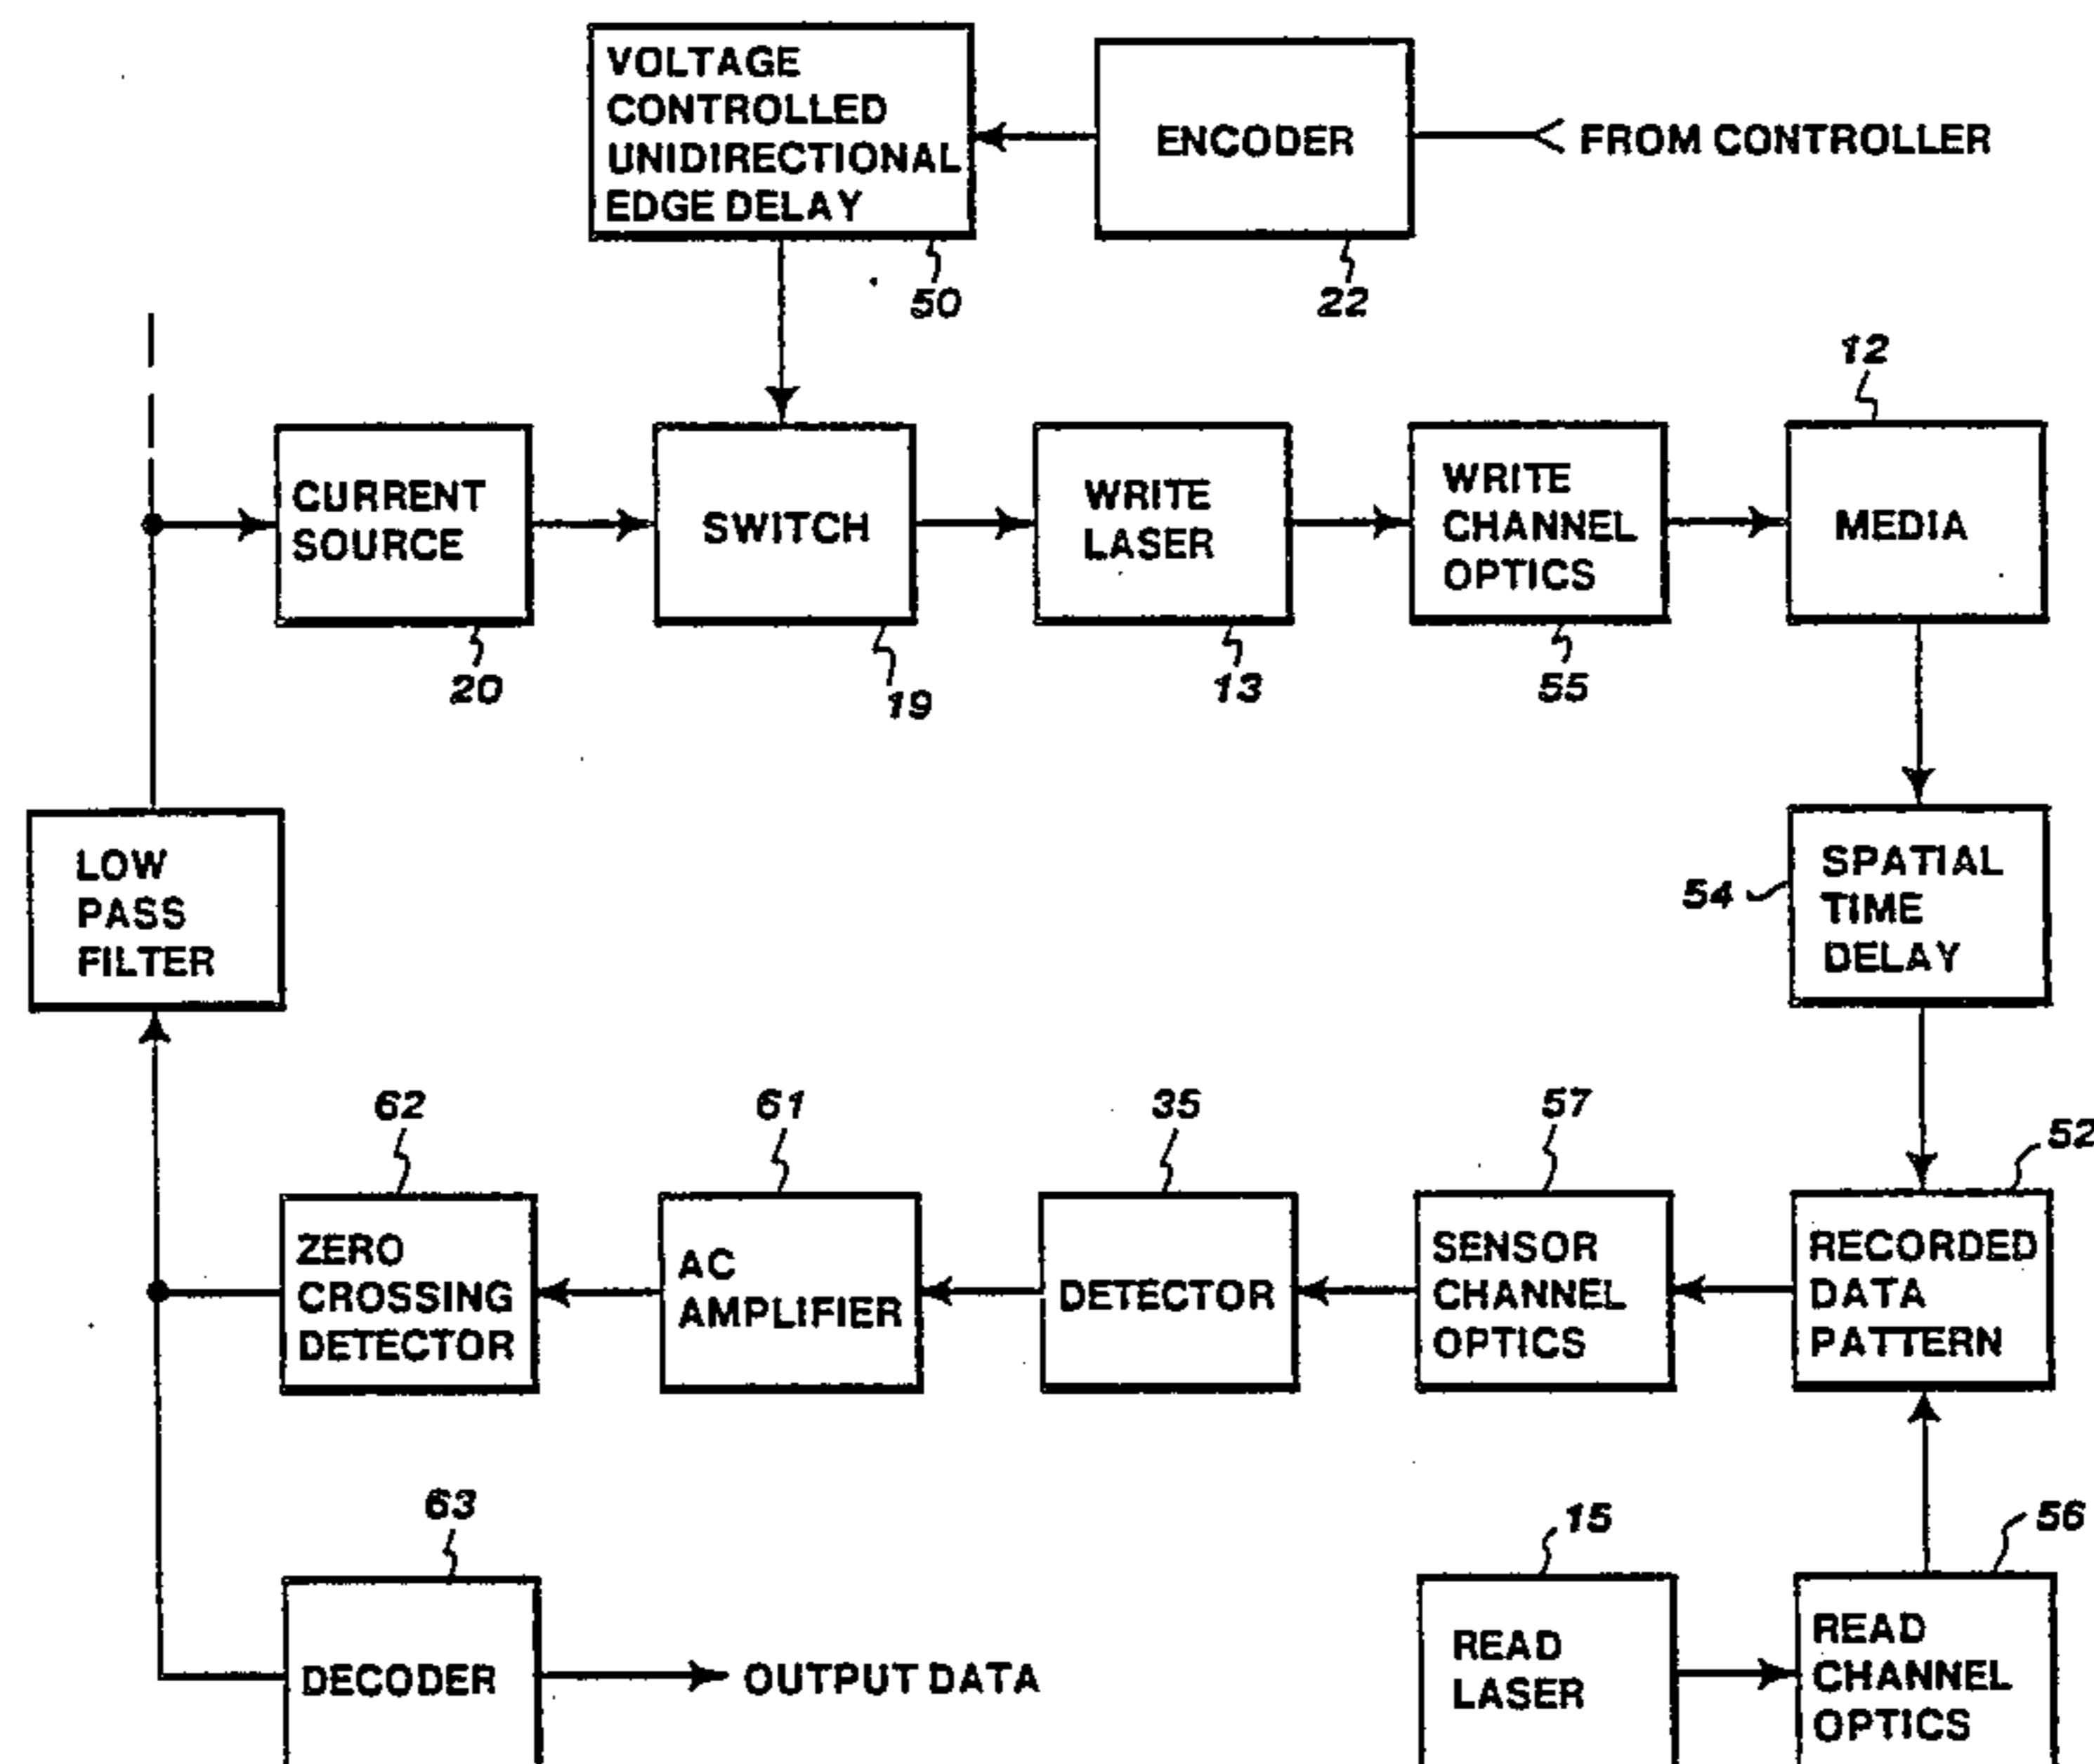 VOLTAGE
CONTROLLED
UNIDIRECTIONAL
EDGE DELAY
50
ENCODER
22
FROM CONTROLLER
CURRENT
SOURCE
20
SWITCH
19
WRITE
LASER
13
WRITE
CHANNEL
OPTICS
55
12
MEDIA
LOW
PASS
FILTER
54
SPATIAL
TIME
DELAY
62
ZERO
CROSSING
DETECTOR
61
AC
AMPLIFIER
35
DETECTOR
57
SENSOR
CHANNEL
OPTICS
52
RECORDED
DATA
PATTERN
63
DECODER
OUTPUT DATA
15
READ
LASER
56
READ
CHANNEL
OPTICS